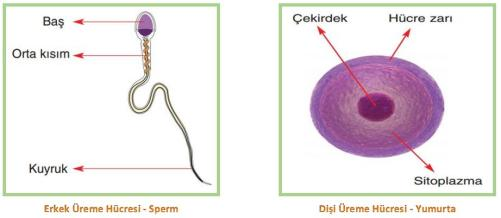 Baş
Orta kısım
Kuyruk
Erkek Üreme Hücresi - Sperm
Çekirdek
Hücre zarı
Sitoplazma
Dişi Üreme Hücresi - Yumurta